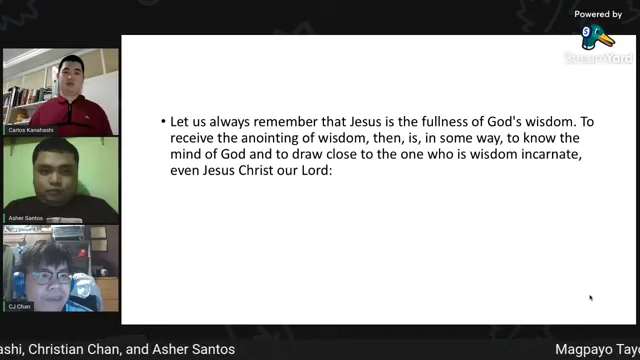 Powered by
StreamYard
Carlos Kanahashi
Asher Santos
CJ Chan
• Let us always remember that Jesus is the fullness of God's wisdom. To
receive the anointing of wisdom, then, is, in some way, to know the
mind of God and to draw close to the one who is wisdom incarnate,
even Jesus Christ our Lord:
ashi, Christian Chan, and Asher Santos
Magpayo Tayo